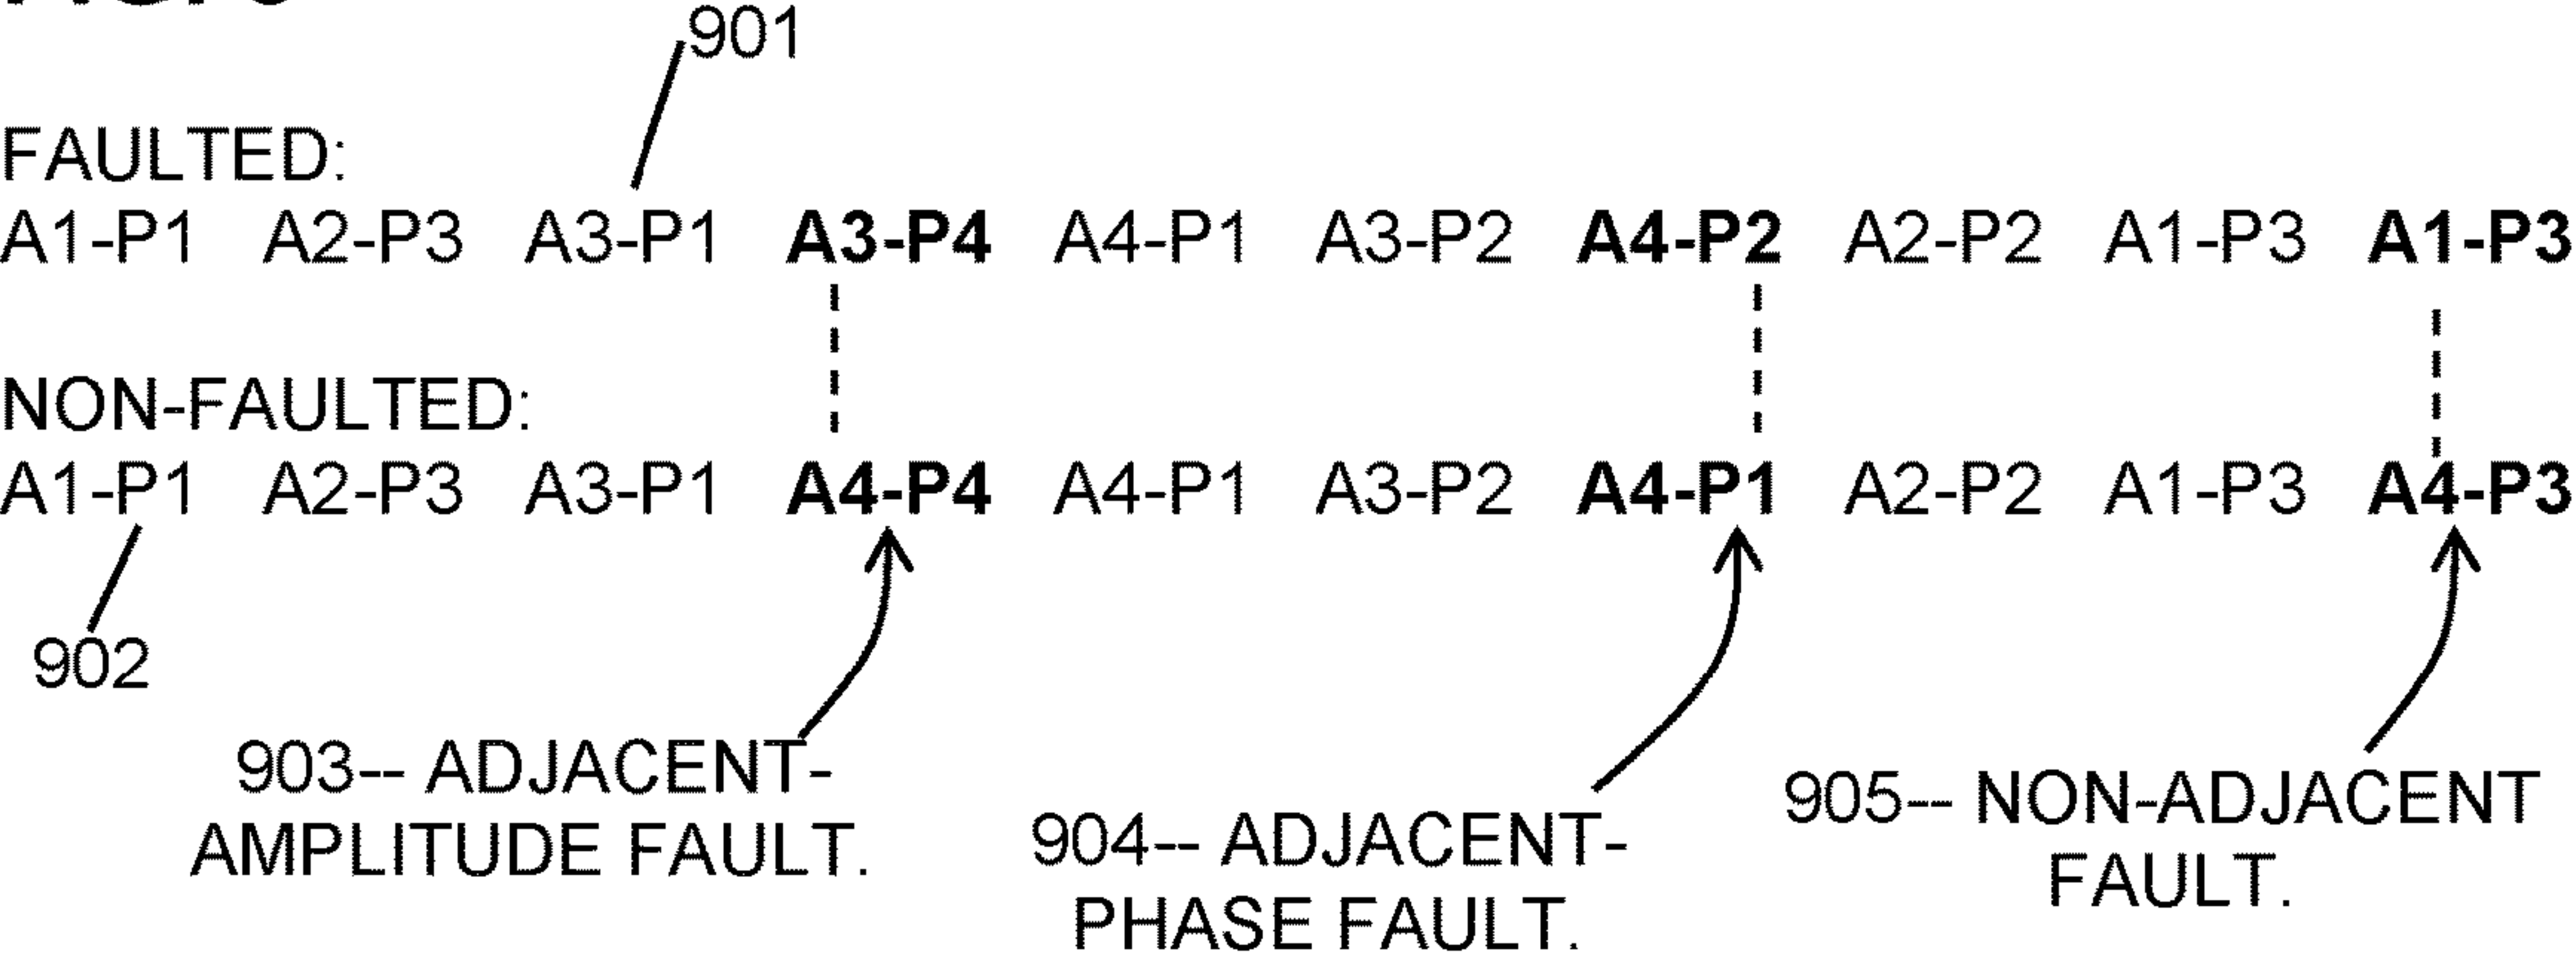 901
FAULTED:
A1-P1 A2-P3 A3-P1 A3-P4 A4-P1 A3-P2 A4-P2 A2-P2 A1-P3 A1-P3
NON-FAULTED:
A1-P1 A2-P3 A3-P1 A4-P4 A4-P1 A3-P2 A4-P1 A2-P2 A1-P3 A4-P3
902
903-- ADJACENT-
AMPLITUDE FAULT.
904-- ADJACENT-
PHASE FAULT.
905-- NON-ADJACENT
FAULT.